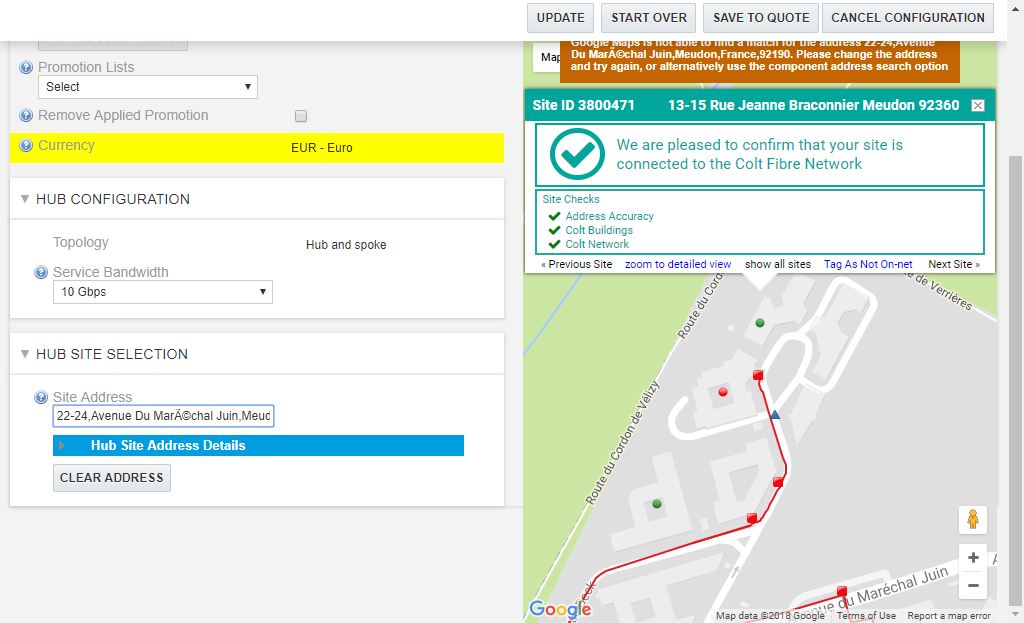 UPDATE
START OVER
SAVE TO QUOTE
CANCEL CONFIGURATION
Promotion Lists
Select
Remove Applied Promotion
Currency
EUR - Euro
HUB CONFIGURATION
Topology
Hub and spoke
Service Bandwidth
10 Gbps
HUB SITE SELECTION
Site Address
22-24,Avenue Du MarÃ©chal Juin,Meud
Hub Site Address Details
CLEAR ADDRESS
Map
Google Maps is not able to find a match for the address 22-24,Avenue
Du MarÃ©chal Juin,Meudon,France,92190. Please change the address
and try again, or alternatively use the component address search option
Site ID 3800471
13-15 Rue Jeanne Braconnier Meudon 92360
We are pleased to confirm that your site is
connected to the Colt Fibre Network
Site Checks
Address Accuracy
Colt Buildings
Colt Network
« Previous Site
zoom to detailed view
show all sites
Tag As Not On-net
Next Site »
Route du Cord
e de Verrières
Route du Cordon de Vélizy
nue du Maréchal Juin
Google
Map data ©2018 Google
Terms of Use
Report a map error